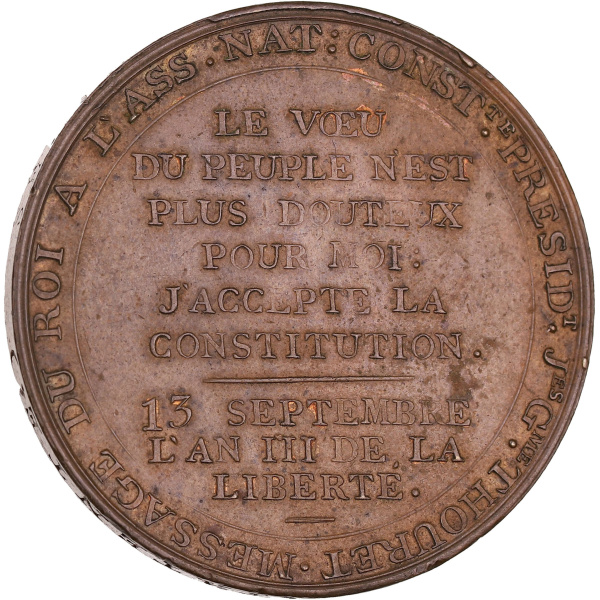 MESSAGE DU ROI A L'ASS: NAT: CONST.TE PRESID.T J.ES G.ME THOURET.
LE VŒU
DU PEUPLE N'EST
PLUS DOUTEUX
POUR MOI:
J'ACCEPTE LA
CONSTITUTION.
13 SEPTEMBRE
L'AN III DE LA
LIBERTÉ.